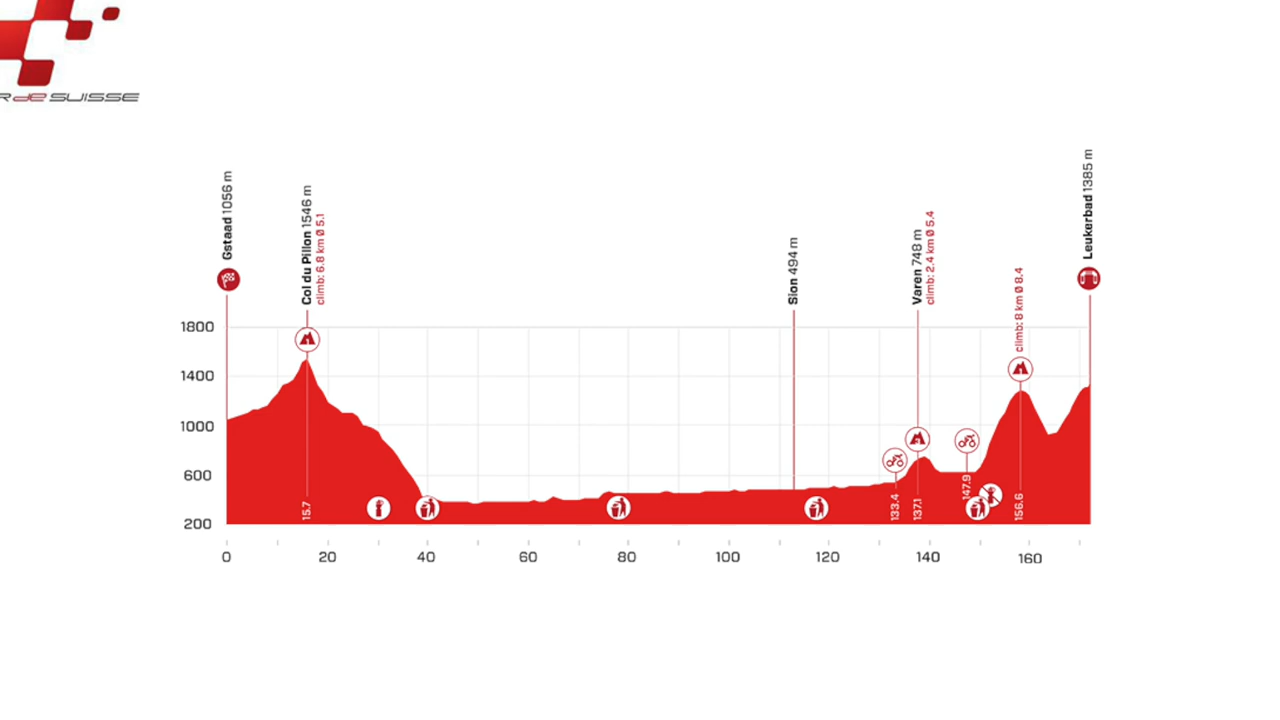 R de SUISSE
Gstaad 1056 m
Col du Pillon 1546 m
climb: 6.8 km Ø 5.1
Sion 494 m
Varen 748 m
climb: 2.4 km Ø 5.4
climb: 8 km Ø 8.4
Leukerbad 1385 m
1800
1400
1000
600
200
15.7
133.4
137.1
147.9
156.6
0 20 40 60 80 100 120 140 160